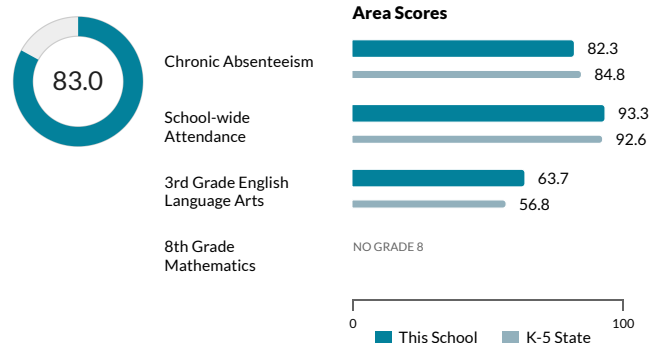 Area Scores
83.0
Chronic Absenteeism
82.3
84.8
School-wide
Attendance
93.3
92.6
3rd Grade English
Language Arts
63.7
56.8
8th Grade
Mathematics
NO GRADE 8
0
100
This School
K-5 State